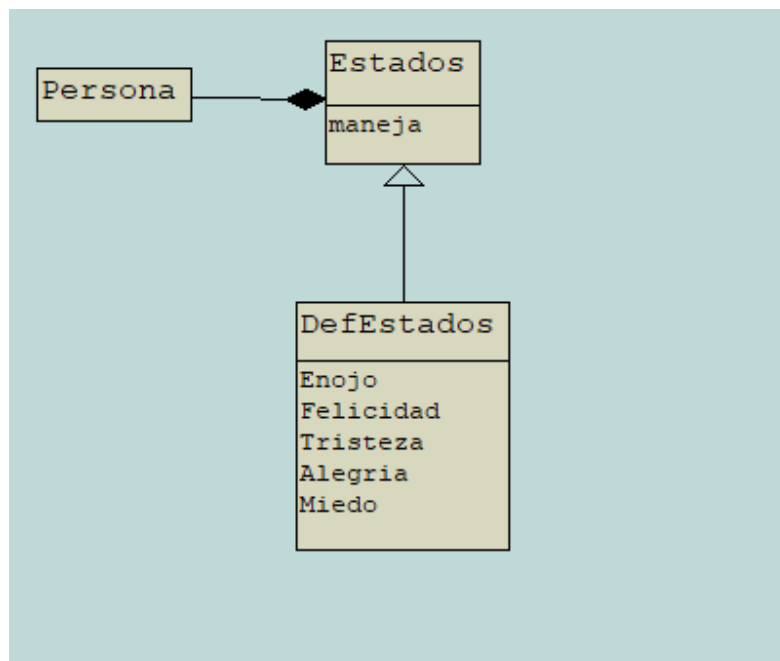 Persona
Estados
maneja
DefEstados
Enojo
Felicidad
Tristeza
Alegria
Miedo